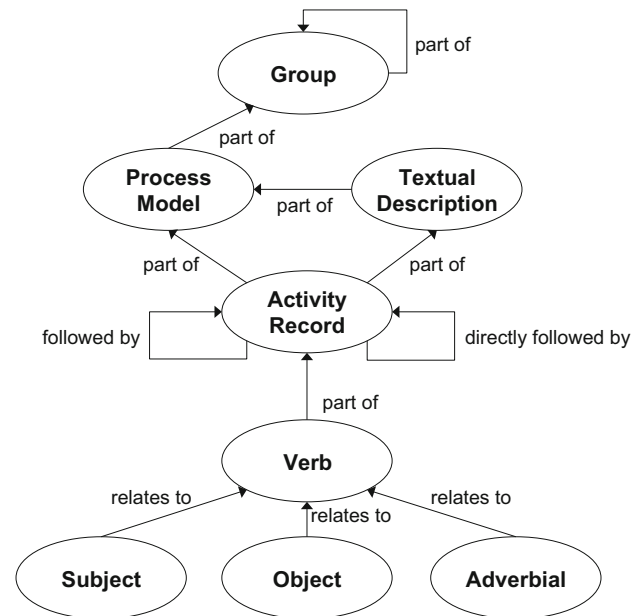 part of
Group
part of
Process
Model
Textual
Description
part of
part of
part of
Activity
Record
followed by
directly followed by
part of
Verb
relates to
relates to
relates to
Subject
Object
Adverbial